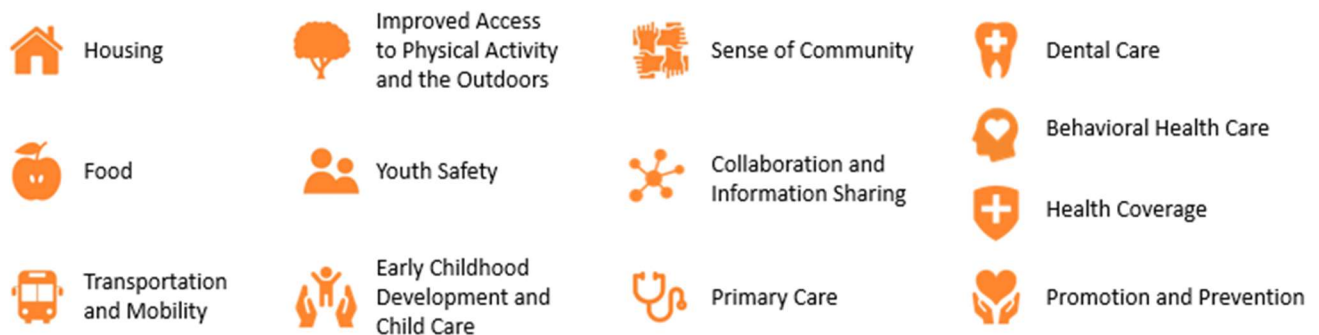 Housing
Food
Transportation
and Mobility
Improved Access
to Physical Activity
and the Outdoors
Youth Safety
Early Childhood
Development and
Child Care
Sense of Community
Collaboration and
Information Sharing
Primary Care
Dental Care
Behavioral Health Care
Health Coverage
Promotion and Prevention